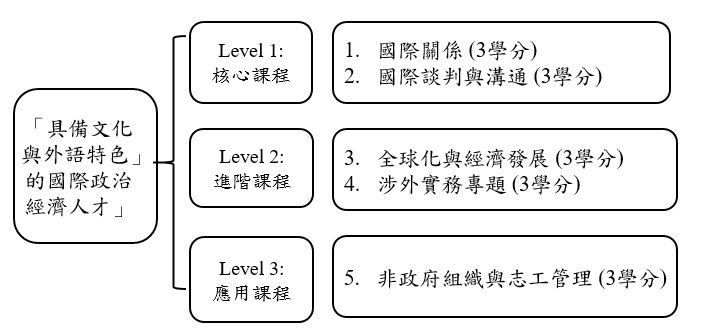 「具備文化
與外語特色」
的國際政治
經濟人才」
Level 1:
核心課程
1. 國際關係 (3學分)
2. 國際談判與溝通 (3學分)
Level 2:
進階課程
3. 全球化與經濟發展 (3學分)
4. 涉外實務專題 (3學分)
Level 3:
應用課程
5. 非政府組織與志工管理 (3學分)